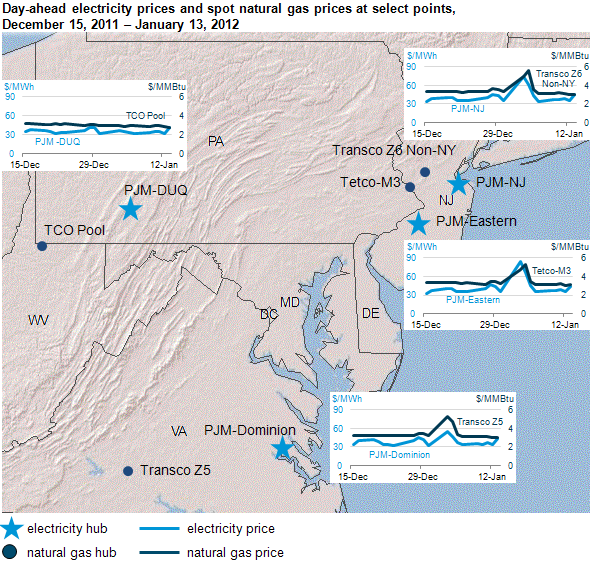 Day-ahead electricity prices and spot natural gas prices at select points,
December 15, 2011 – January 13, 2012
$/MWh $/MMBtu
90 6
60 4
30 2
0 0
Transco Z6
Non-NY
PJM-NJ
15-Dec 29-Dec 12-Jan
$/MWh $/MMBtu
90 6
60 4
30 2
0 0
TCO Pool
PJM-DUQ
15-Dec 29-Dec 12-Jan
PA
Transco Z6 Non-NY
Tetco-M3
PJM-NJ
NJ
PJM-DUQ
PJM-Eastern
TCO Pool
$/MWh $/MMBtu
90 6
60 4
30 2
0 0
Tetco-M3
PJM-Eastern
15-Dec 29-Dec 12-Jan
MD
DC
DE
WV
$/MWh $/MMBtu
90 6
60 4
30 2
0 0
Transco Z5
PJM-Dominion
15-Dec 29-Dec 12-Jan
VA
PJM-Dominion
Transco Z5
electricity hub electricity price
natural gas hub natural gas price